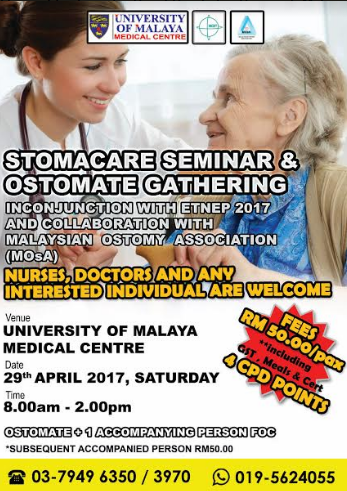 UNIVERSITY
OF MALAYA
MEDICAL CENTRE
STOMACARE SEMINAR &
OSTOMATE GATHERING
INCONJUNCTION WITH ETNEP 2017
AND COLLABORATION WITH
MALAYSIAN OSTOMY ASSOCIATION
(MOsA)
NURSES, DOCTORS AND ANY
INTERESTED INDIVIDUAL ARE WELCOME
Venue
UNIVERSITY OF MALAYA
MEDICAL CENTRE
Date
29th APRIL 2017, SATURDAY
Time
8.00am - 2.00pm
FEES
RM 50.00/pax
**Including
GST, Meals & Cert
4 CPD POINTS
OSTOMATE + 1 ACCOMPANYING PERSON FOC
*SUBSEQUENT ACCOMPANIED PERSON RM50.00
03-7949 6350 / 3970
019-5624055